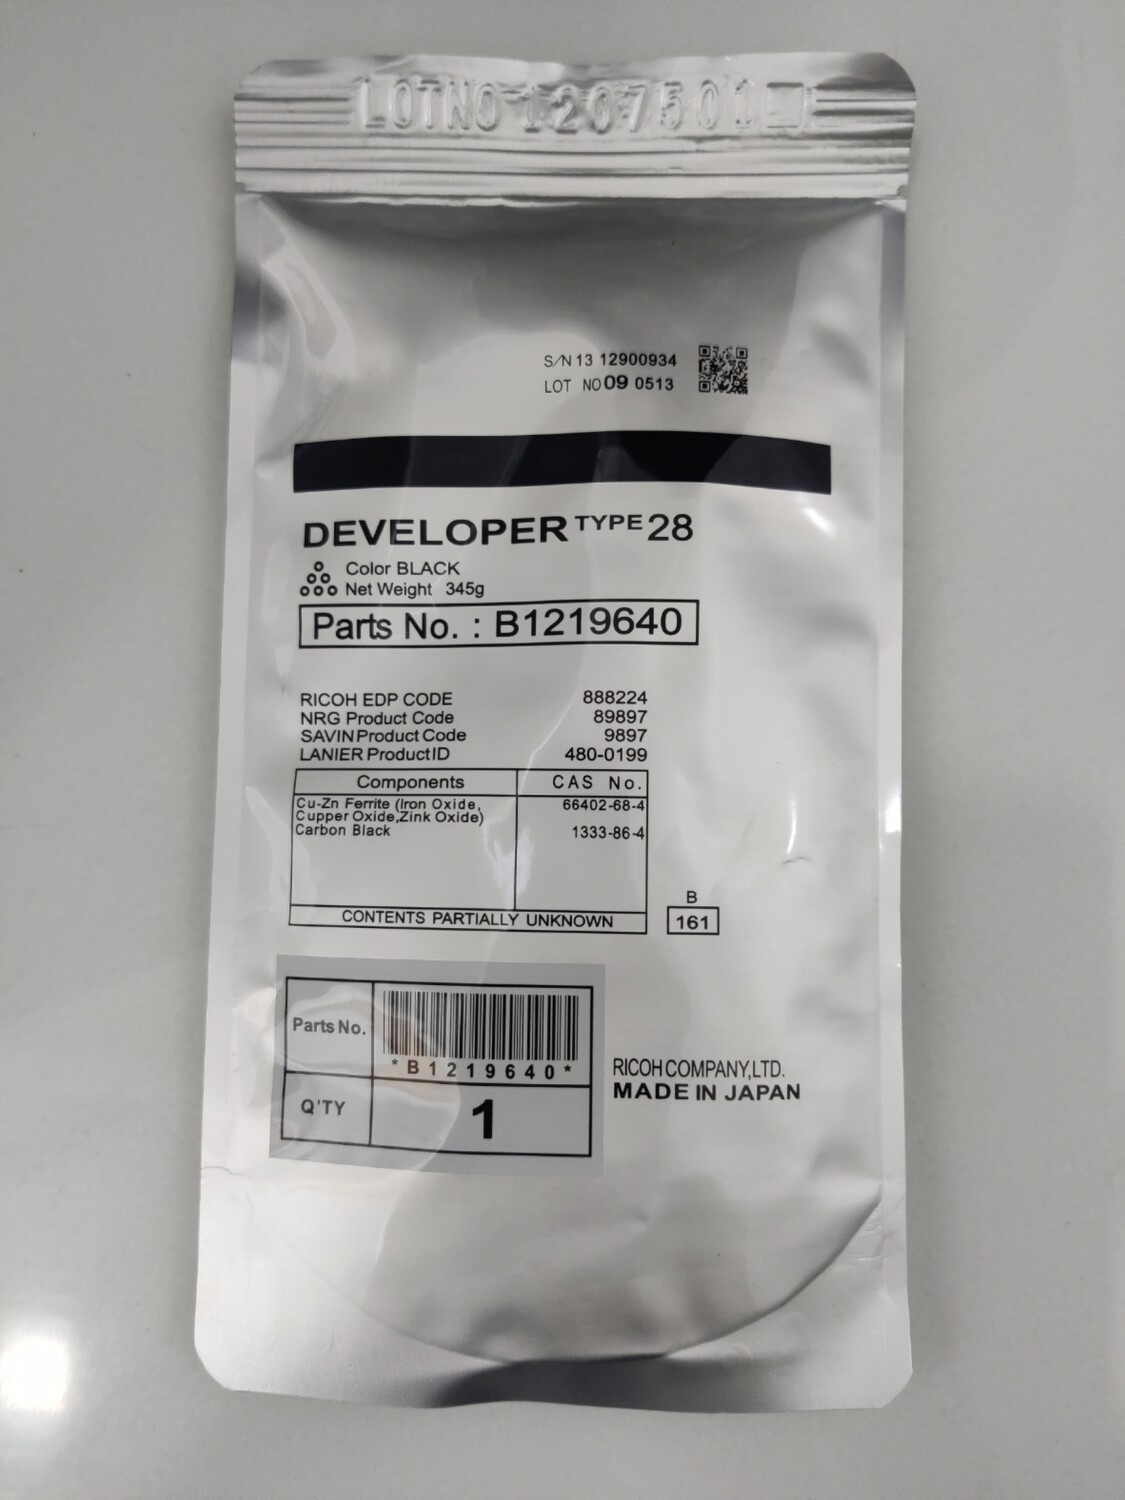 LOTNO 1207501
S/N 13 12900934
LOT NO 09 0513
DEVELOPER TYPE 28
Color BLACK
Net Weight 345g
Parts No. : B1219640
RICOH EDP CODE 888224
NRG Product Code 89897
SAVIN Product Code 9897
LANIER Product ID 480-0199
Components CAS No.
Cu-Zn Ferrite (Iron Oxide, 66402-68-4
Cupper Oxide,Zink Oxide)
Carbon Black 1333-86-4
CONTENTS PARTIALLY UNKNOWN
B
161
Parts No.
*B1219640*
Q'TY 1
RICOH COMPANY,LTD.
MADE IN JAPAN